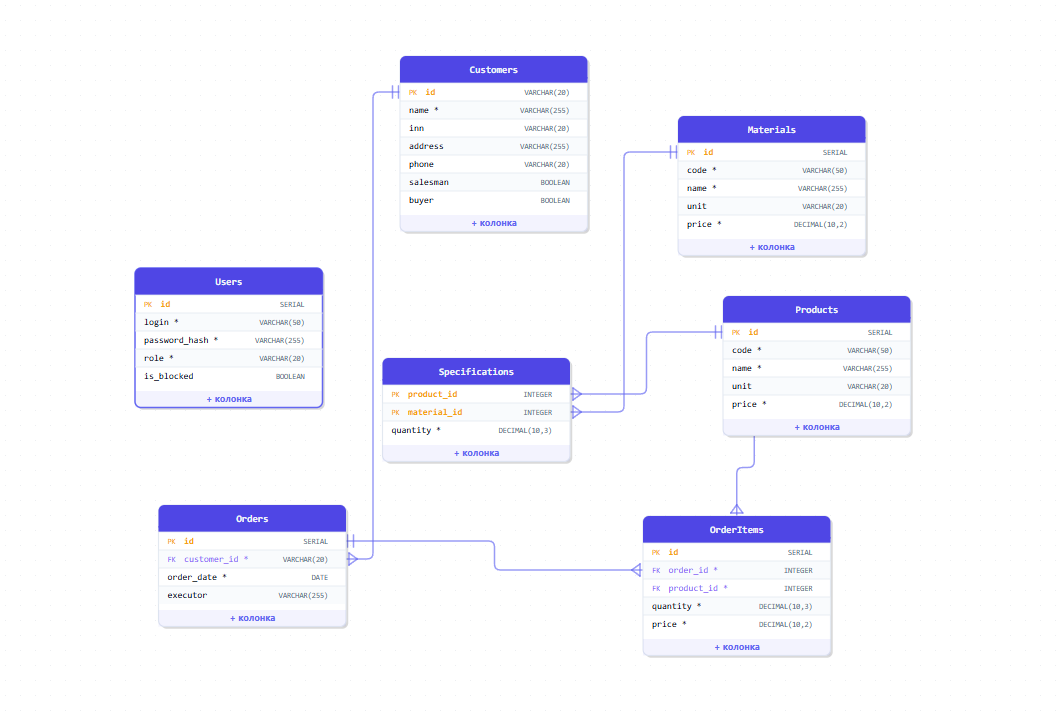 Customers
PK id VARCHAR(20)
name * VARCHAR(255)
inn VARCHAR(20)
address VARCHAR(255)
phone VARCHAR(20)
salesman BOOLEAN
buyer BOOLEAN
+ колонка
Materials
PK id SERIAL
code * VARCHAR(50)
name * VARCHAR(255)
unit VARCHAR(20)
price * DECIMAL(10,2)
+ колонка
Users
PK id SERIAL
login * VARCHAR(50)
password_hash * VARCHAR(255)
role * VARCHAR(20)
is_blocked BOOLEAN
+ колонка
Products
PK id SERIAL
code * VARCHAR(50)
name * VARCHAR(255)
unit VARCHAR(20)
price * DECIMAL(10,2)
+ колонка
Specifications
PK product_id INTEGER
PK material_id INTEGER
quantity * DECIMAL(10,3)
+ колонка
Orders
PK id SERIAL
FK customer_id * VARCHAR(20)
order_date * DATE
executor VARCHAR(255)
+ колонка
OrderItems
PK id SERIAL
FK order_id * INTEGER
FK product_id * INTEGER
quantity * DECIMAL(10,3)
price * DECIMAL(10,2)
+ колонка